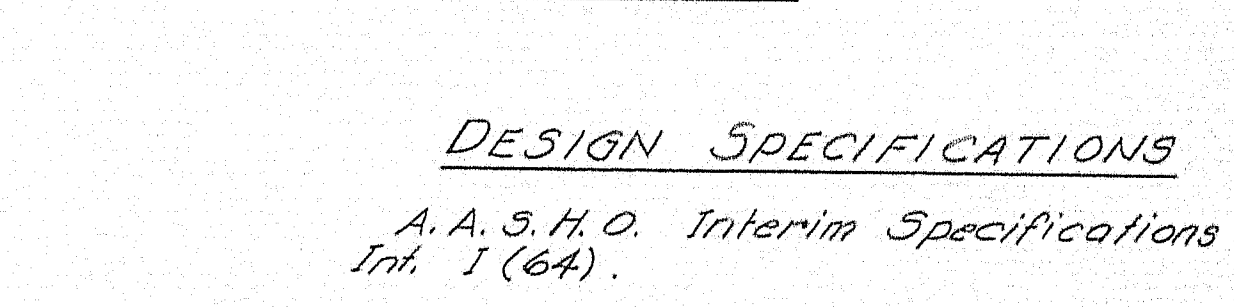 DESIGN SPECIFICATIONS
A. A. S. H. O. Interim Specifications
Int. I (64).